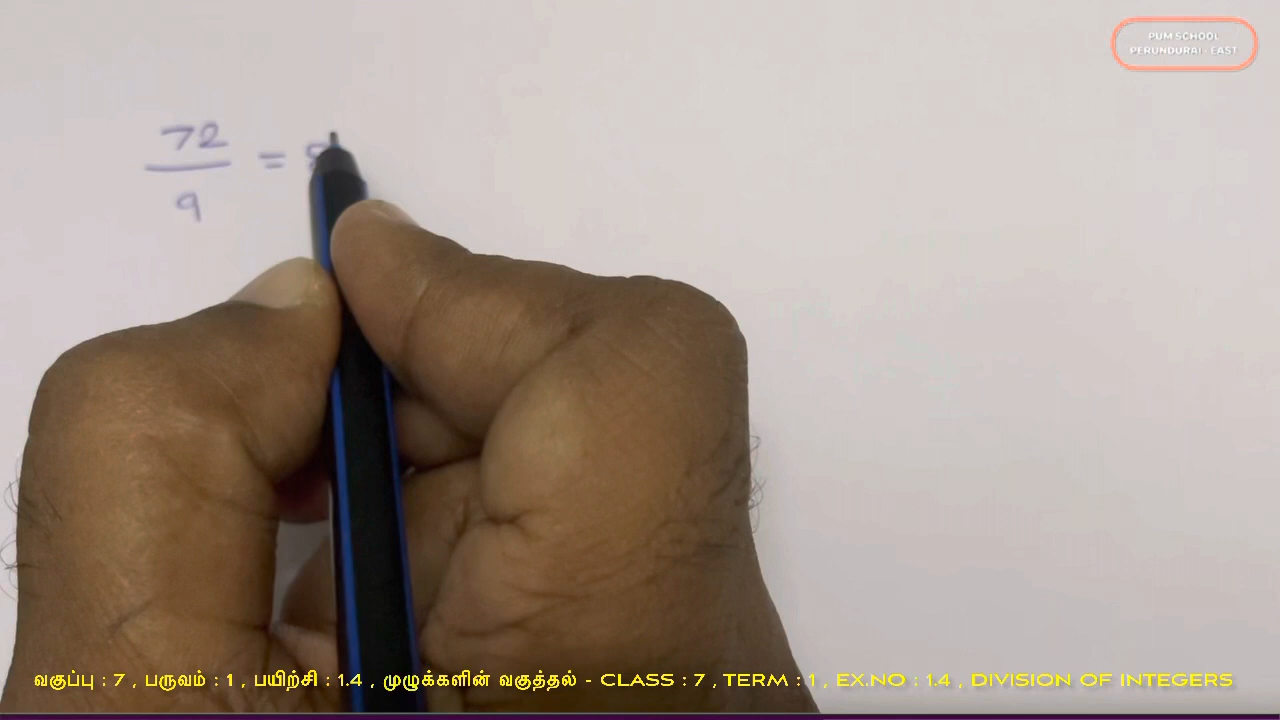 PUM SCHOOL
PERUNDURAI - EAST
72
= 8
9
வகுப்பு : 7 , பருவம் : 1 , பயிற்சி : 1.4 , முழுக்களின் வகுத்தல் - CLASS : 7 , TERM : 1 , EX.NO : 1.4 , DIVISION OF INTEGERS